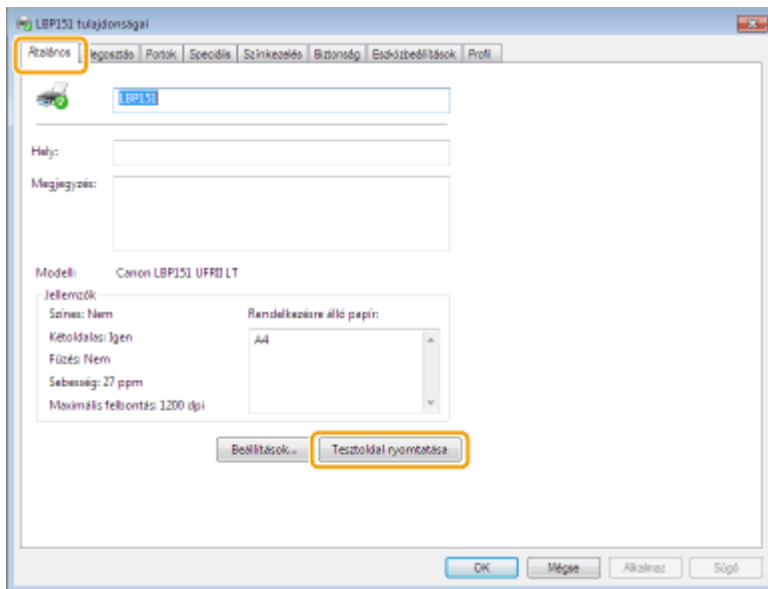 LBP151 tulajdonságai
Általános Megosztás Portok Speciális Színkezelés Biztonság Eszközbeállítások Profil
LBP151
Hely:
Megjegyzés:
Modell: Canon LBP151 UFRII LT
Jellemzők
Színes: Nem Rendelkezésre álló papír:
Kétoldalas: Igen A4
Fűzés: Nem
Sebesség: 27 ppm
Maximális felbontás: 1200 dpi
Beállítások... Tesztoldal nyomtatása
OK Mégse Alkalmaz Súgó